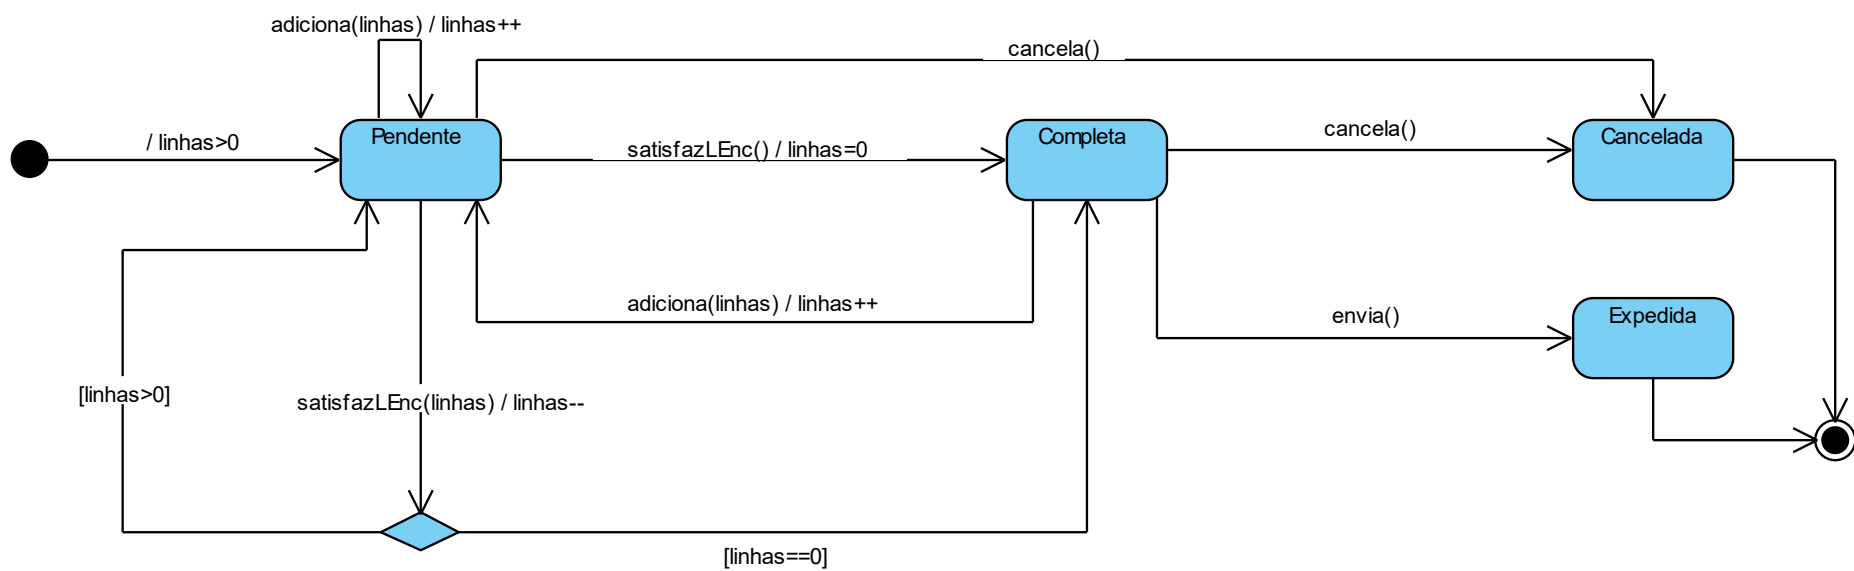 adiciona(linhas) / linhas++
cancela()
/ linhas>0
Pendente
satisfazLEnc() / linhas=0
Completa
cancela()
Cancelada
adiciona(linhas) / linhas++
envia()
Expedida
[linhas>0]
satisfazLEnc(linhas) / linhas--
[linhas==0]